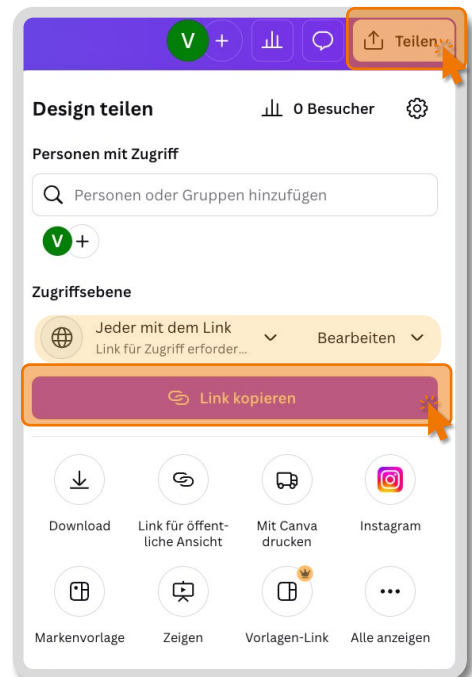 V
Teilen
Design teilen
0 Besucher
Personen mit Zugriff
Personen oder Gruppen hinzufügen
V
Zugriffsebene
Jeder mit dem Link
Bearbeiten
Link für Zugriff erforder...
Link kopieren
Download
Link für öffent-
liche Ansicht
Mit Canva
drucken
Instagram
Markenvorlage
Zeigen
Vorlagen-Link
Alle anzeigen